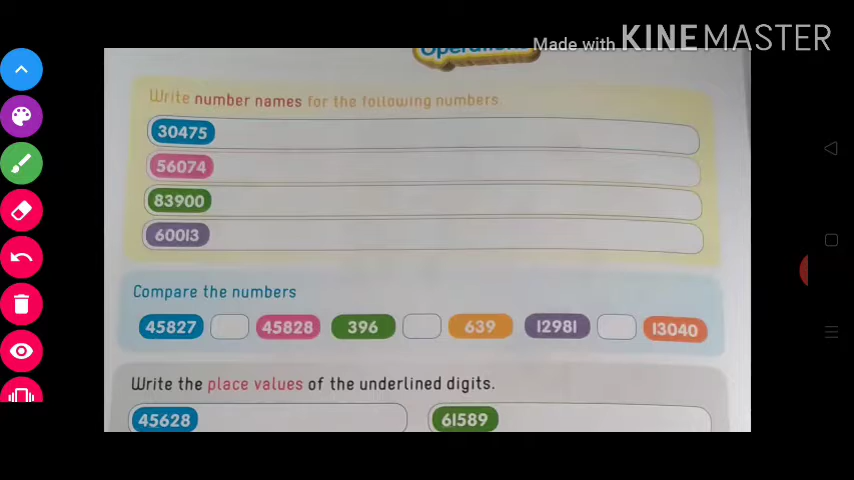 Made with KINEMASTER
Operations
Write number names for the following numbers.
30475
56074
83900
60013
Compare the numbers
45827 45828 396 639 12981 13040
Write the place values of the underlined digits.
45628 61589